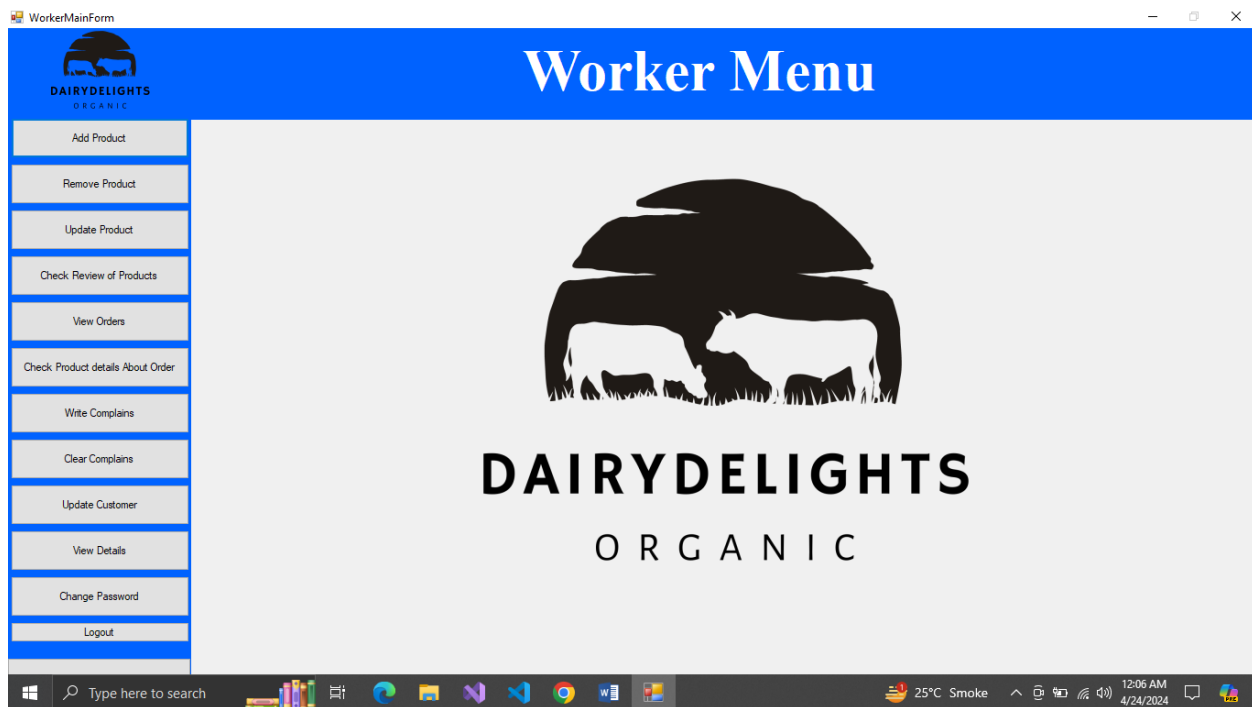 WorkerMainForm
DAIRYDELIGHTS
ORGANIC
Worker Menu
Add Product
Remove Product
Update Product
Check Review of Products
View Orders
Check Product details About Order
Write Complains
Clear Complains
Update Customer
View Details
Change Password
Logout
DAIRYDELIGHTS
ORGANIC
Type here to search
1
25°C Smoke
12:06 AM
4/24/2024
PRE